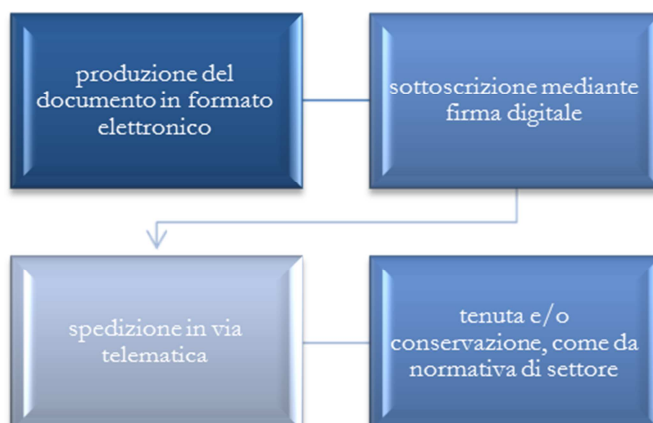 produzione del
documento in formato
elettronico
sottoscrizione mediante
firma digitale
spedizione in via
telematica
tenuta e/o
conservazione, come da
normativa di settore